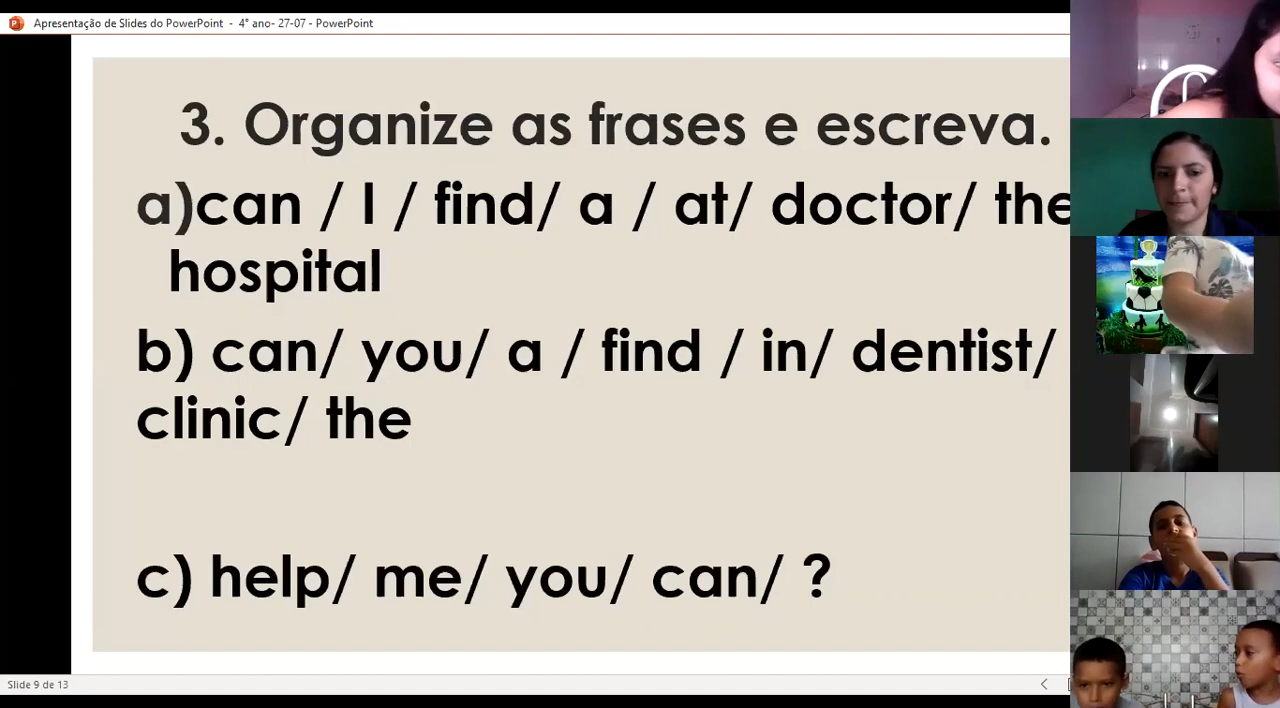 Apresentação de Slides do PowerPoint - 4° ano- 27-07 - PowerPoint
3. Organize as frases e escreva.
a)can / I / find/ a / at/ doctor/ the
hospital
b) can/ you/ a / find / in/ dentist/
clinic/ the
c) help/ me/ you/ can/ ?
Slide 9 de 13